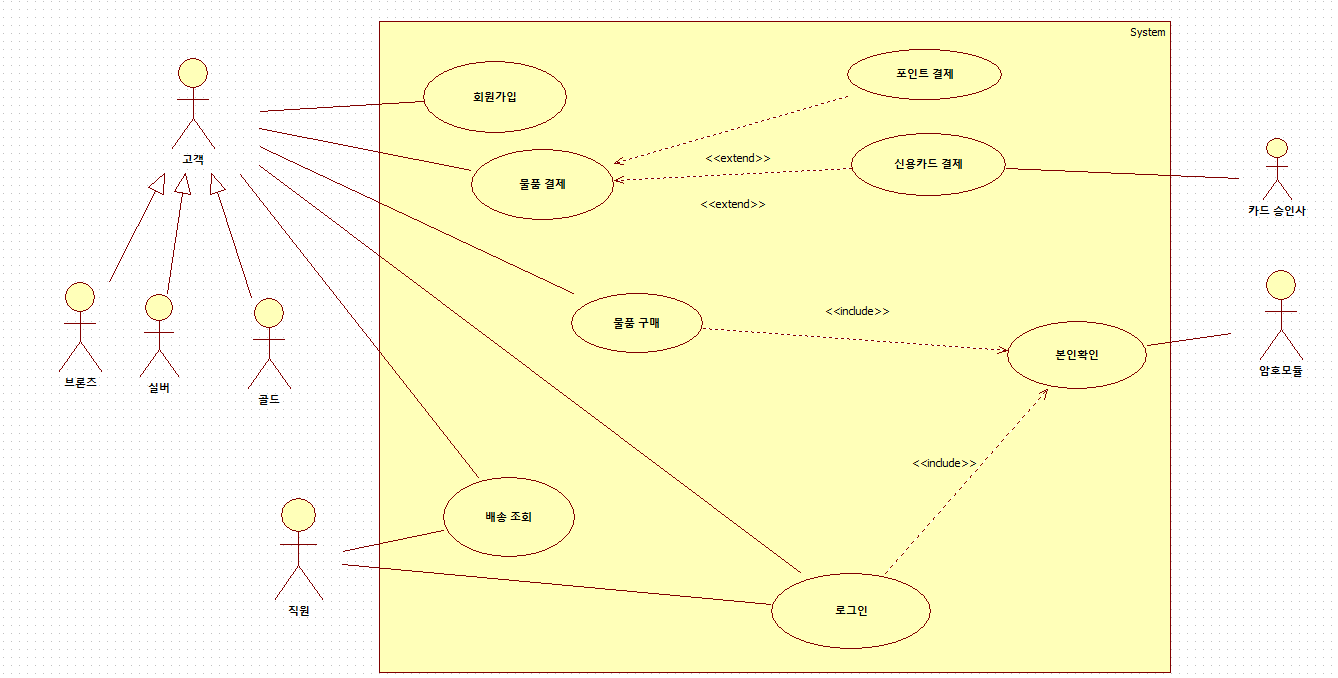 System
고객
회원가입
포인트 결제
<<extend>>
물품 결제
신용카드 결제
<<extend>>
카드 승인사
브론즈
실버
골드
물품 구매
<<include>>
본인확인
암호모듈
<<include>>
배송 조회
직원
로그인